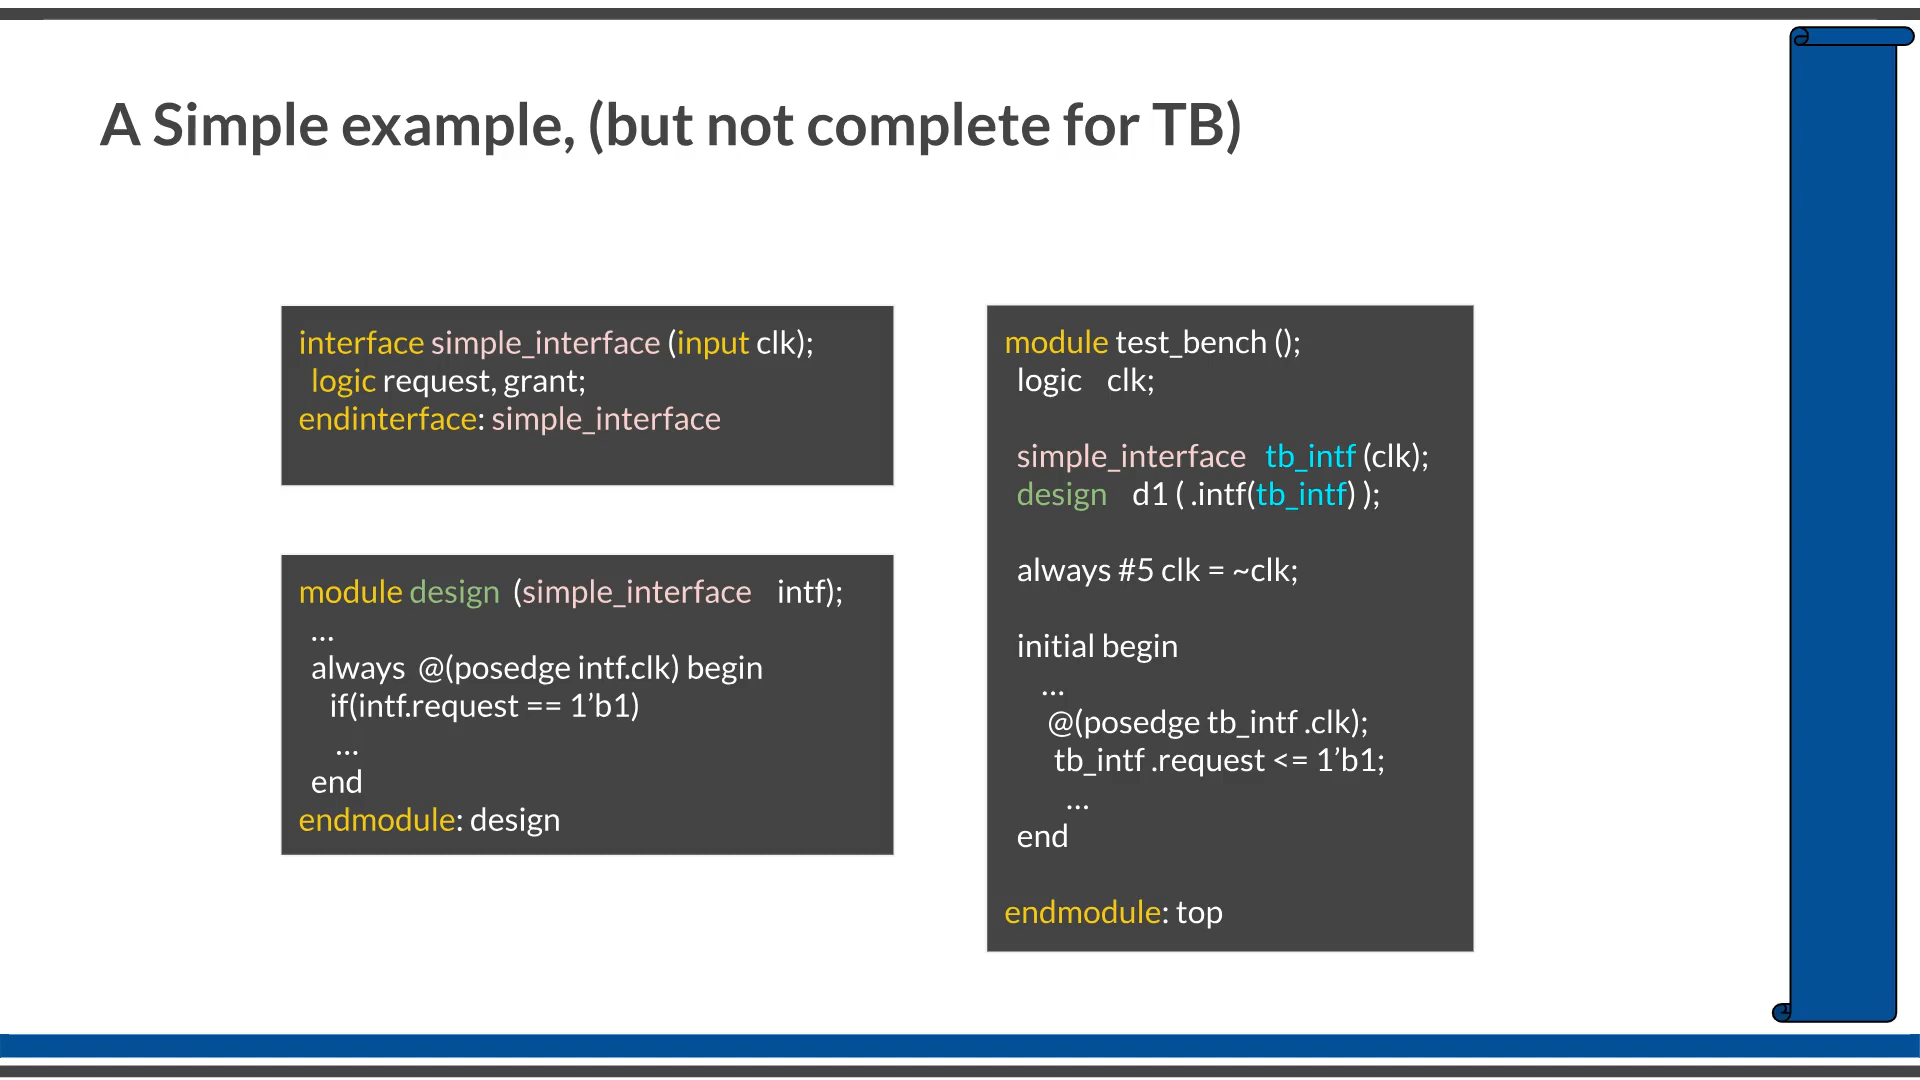 A Simple example, (but not complete for TB)
interface simple_interface (input clk);
logic request, grant;
endinterface: simple_interface
module design (simple_interface intf);
...
always @(posedge intf.clk) begin
if(intf.request == 1’b1)
...
end
endmodule: design
module test_bench ();
logic clk;
simple_interface tb_intf (clk);
design d1 ( .intf(tb_intf) );
always #5 clk = ~clk;
initial begin
...
@(posedge tb_intf .clk);
tb_intf .request <= 1’b1;
...
end
endmodule: top